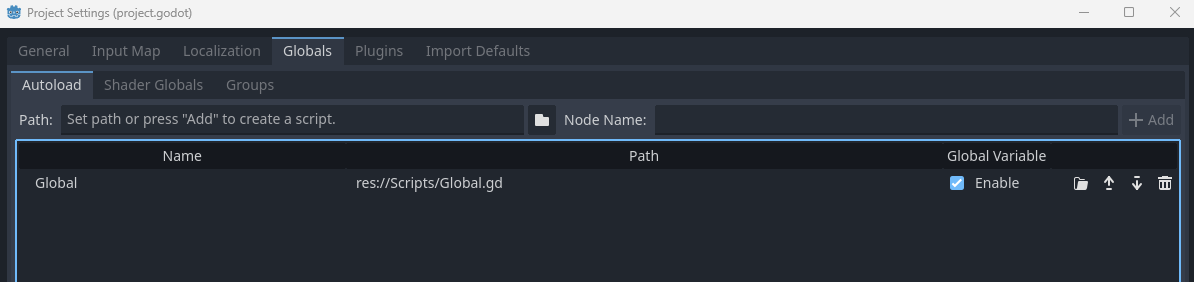 Project Settings (project.godot)
General Input Map Localization Globals Plugins Import Defaults
Autoload Shader Globals Groups
Path: Set path or press "Add" to create a script. Node Name: Add
Name Path Global Variable
Global res://Scripts/Global.gd Enable